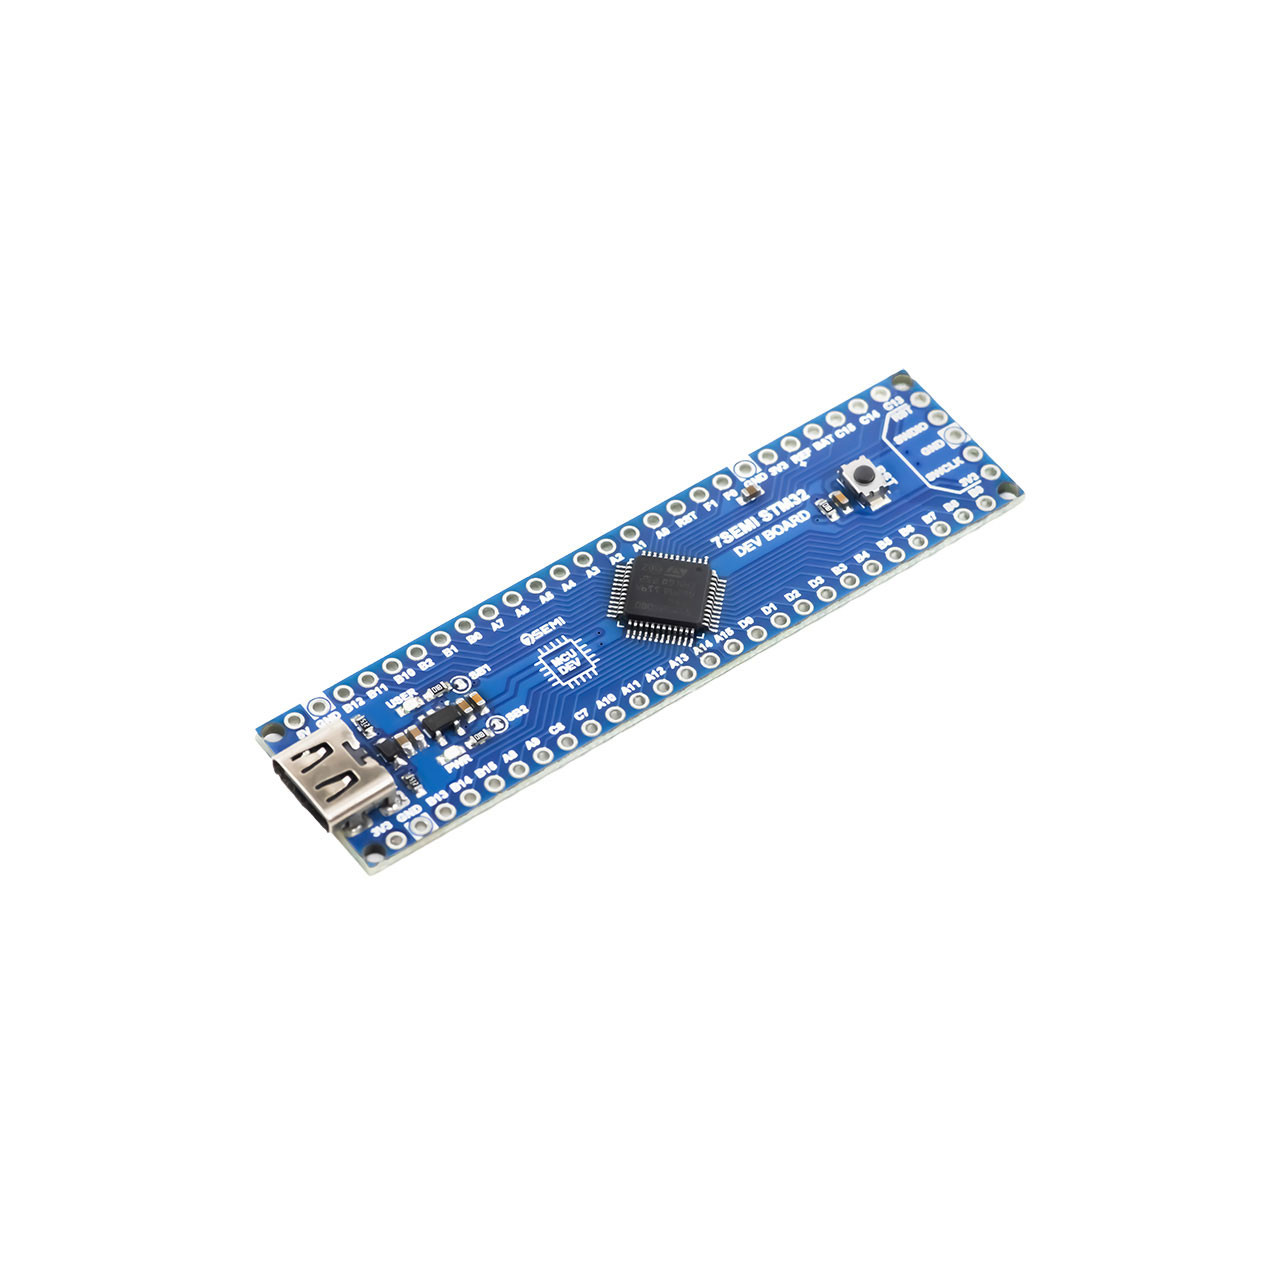 7SEMI STM32
DEV BOARD
7SEMI
MCU
DEV
5V
GND
B12
B11
B10
B2
B1
B0
A7
A6
A5
A4
A3
A2
A1
A0
RST
F1
F0
GND
3V3
REF
+
BAT
C15
C14
C13
RST
SWDIO
GND
SWCLK
3V3
B9
B8
B7
B6
B5
B4
B3
D3
D2
D1
D0
A15
A14
A13
A12
A11
A10
C7
C6
A9
A8
B15
B14
B13
GND
3V3
USER
SB1
SB2
PWR